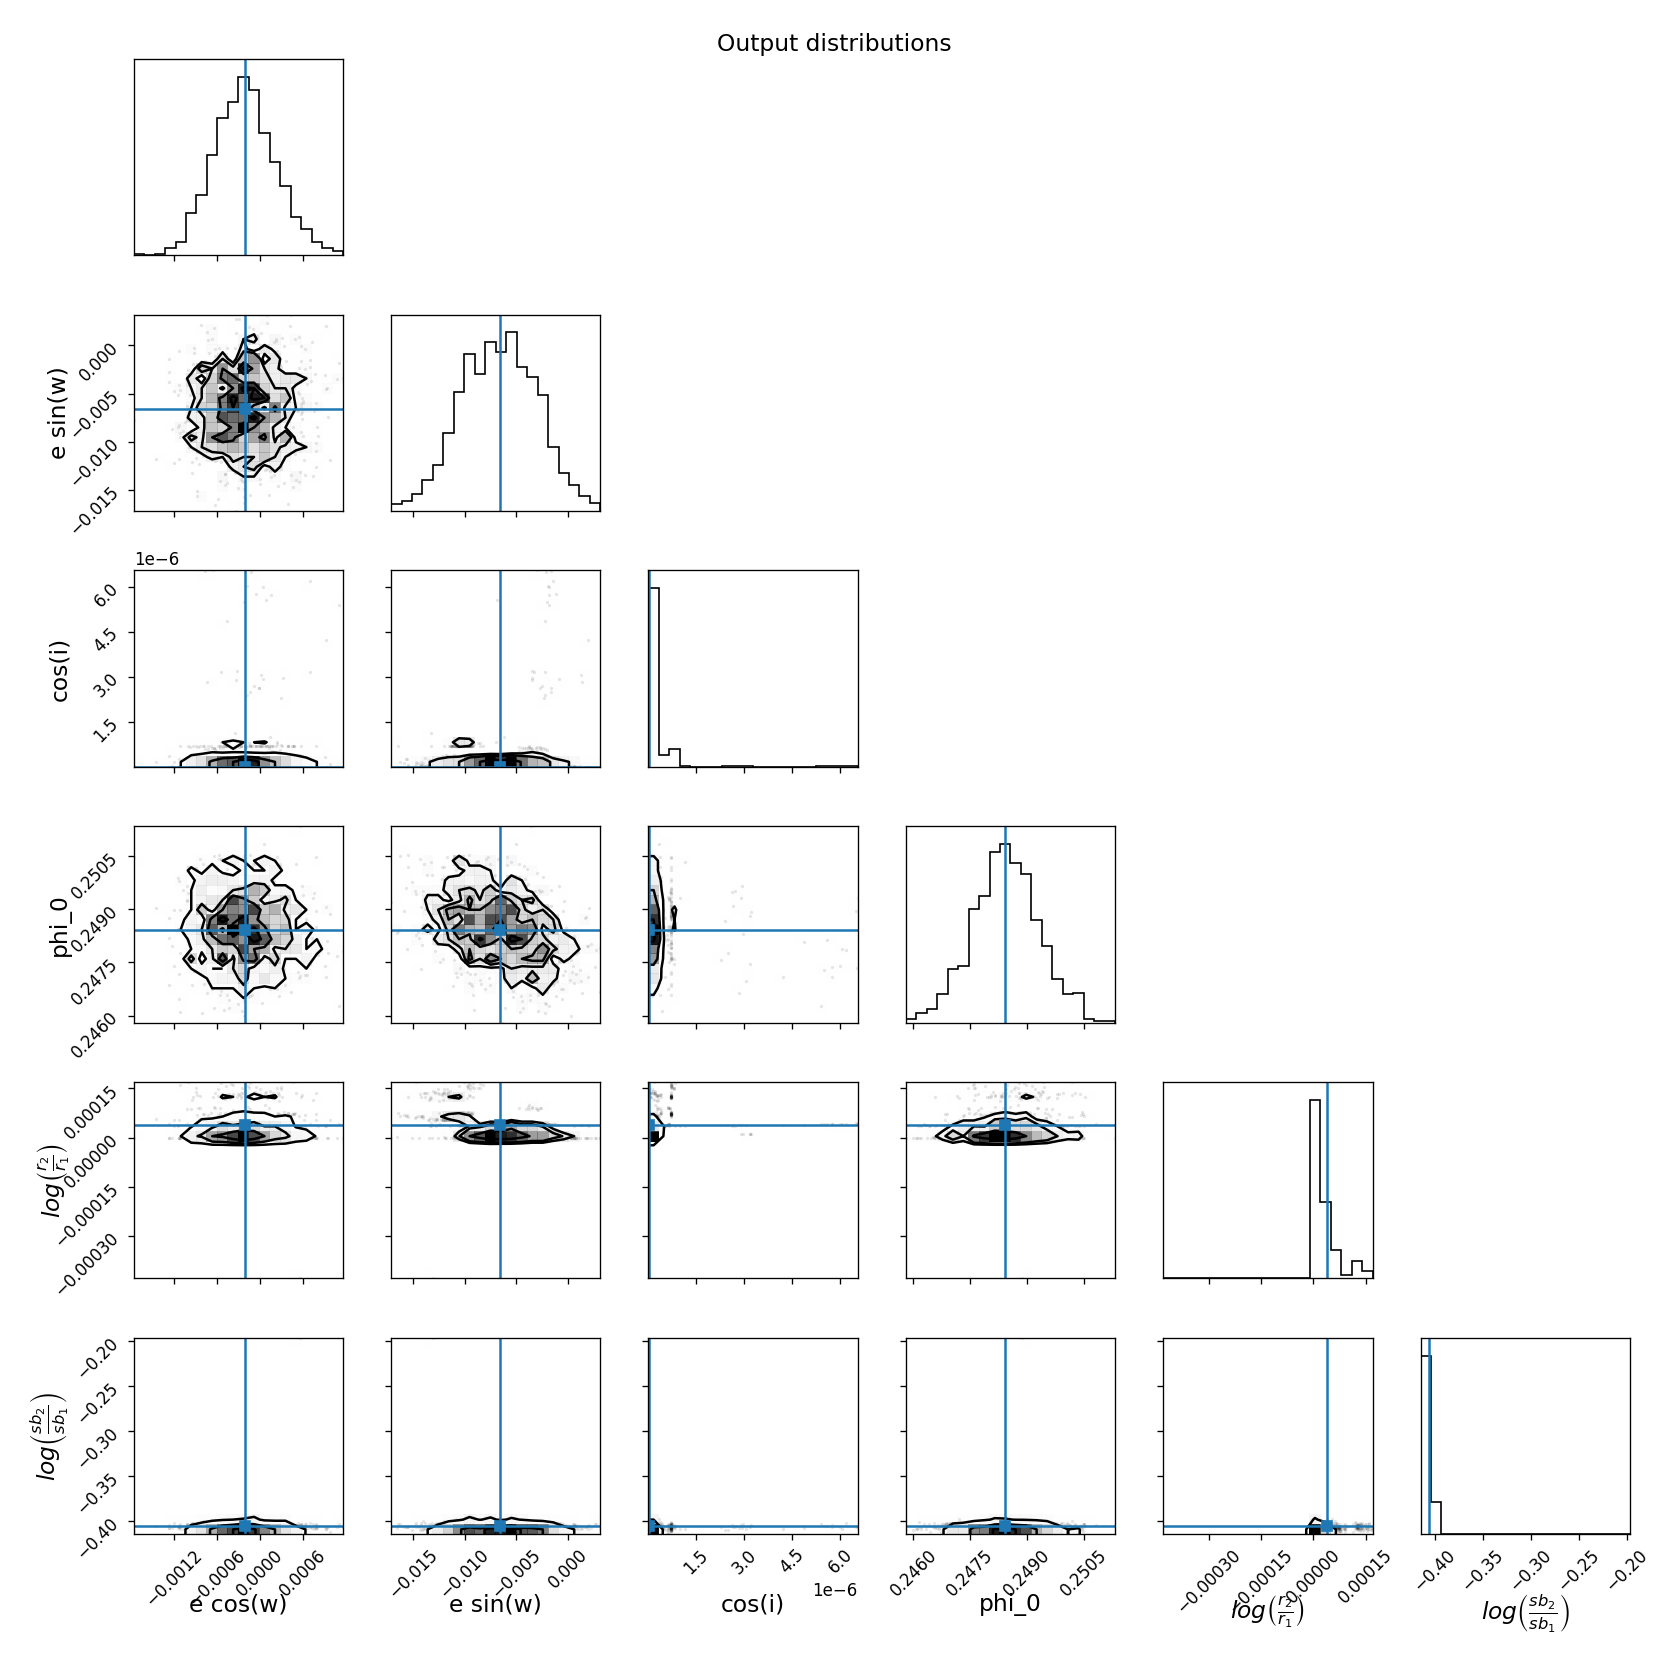 Output distributions
e sin(w)
0.000
−0.005
−0.010
−0.015
1e−6
cos(i)
6.0
4.5
3.0
1.5
phi_0
0.2505
0.2490
0.2475
0.2460
log(r₂/r₁)
0.00015
0.00000
−0.00015
−0.00030
log(sb₂/sb₁)
−0.20
−0.25
−0.30
−0.35
−0.40
−0.0012 −0.0006 0.0000 0.0006
−0.015 −0.010 −0.005 0.000
1.5 3.0 4.5 6.0
1e−6
0.2460 0.2475 0.2490 0.2505
−0.00030 −0.00015 0.00000 0.00015
−0.40 −0.35 −0.30 −0.25 −0.20
e cos(w) e sin(w) cos(i) phi_0 log(r₂/r₁) log(sb₂/sb₁)